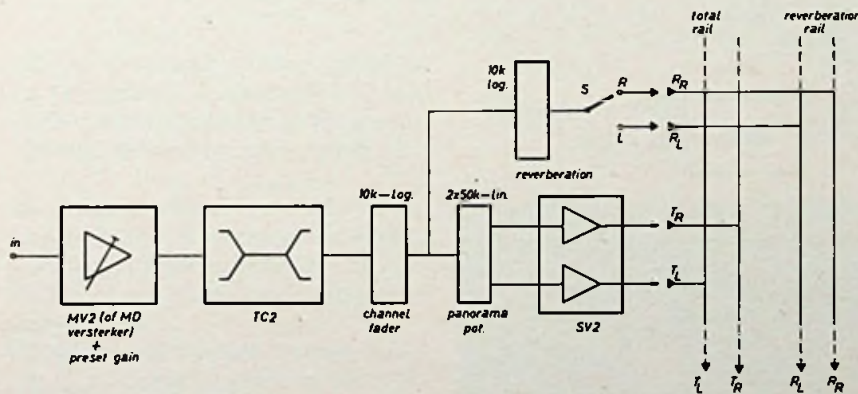 total
rail
reverberation
rail
10k
log.
S
R
R_R
L
R_L
reverberation
10k—Log.
2x50k—lin.
in
T_R
T_L
MV2 (of MD
versterker)
+
preset gain
TC2
channel
fader
panorama
pot.
SV2
T_L
T_R
R_L
R_R